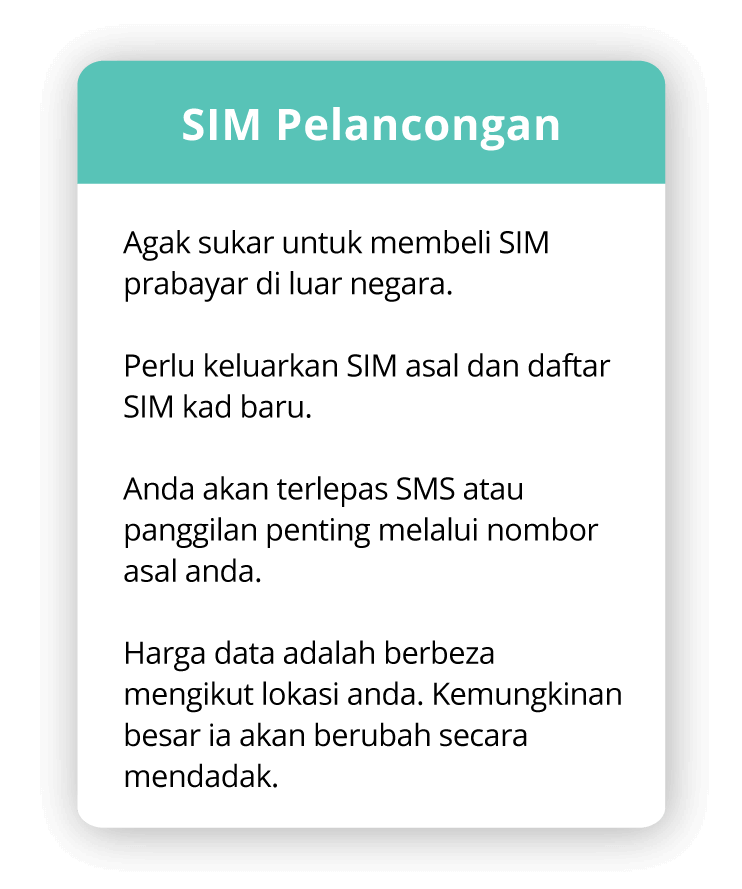 SIM Pelancongan
Agak sukar untuk membeli SIM
prabayar di luar negara.
Perlu keluarkan SIM asal dan daftar
SIM kad baru.
Anda akan terlepas SMS atau
panggilan penting melalui nombor
asal anda.
Harga data adalah berbeza
mengikut lokasi anda. Kemungkinan
besar ia akan berubah secara
mendadak.